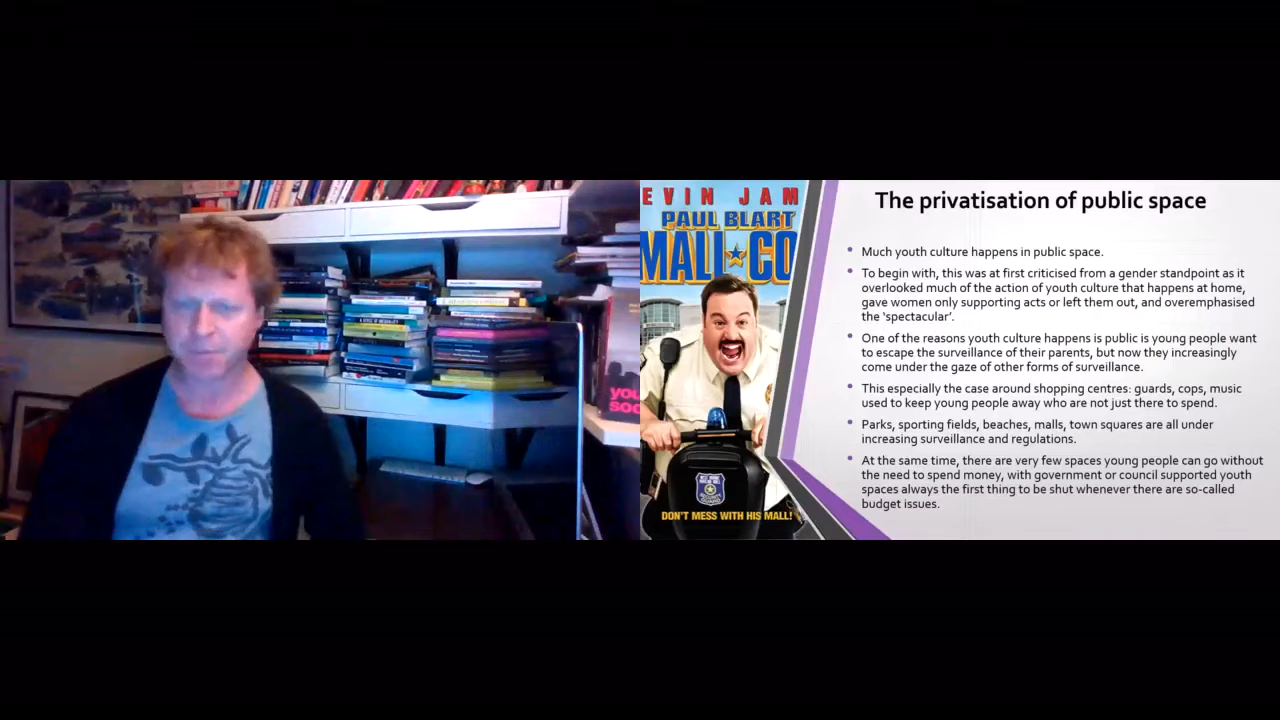 EVIN JAM
PAUL BLART
MALL CO
DON'T MESS WITH HIS MALL!
The privatisation of public space
Much youth culture happens in public space.
To begin with, this was at first criticised from a gender standpoint as it
overlooked much of the action of youth culture that happens at home,
gave women only supporting acts or left them out, and overemphasised
the ‘spectacular’.
One of the reasons youth culture happens is public is young people want
to escape the surveillance of their parents, but now they increasingly
come under the gaze of other forms of surveillance.
This especially the case around shopping centres: guards, cops, music
used to keep young people away who are not just there to spend.
Parks, sporting fields, beaches, malls, town squares are all under
increasing surveillance and regulations.
At the same time, there are very few spaces young people can go without
the need to spend money, with government or council supported youth
spaces always the first thing to be shut whenever there are so-called
budget issues.